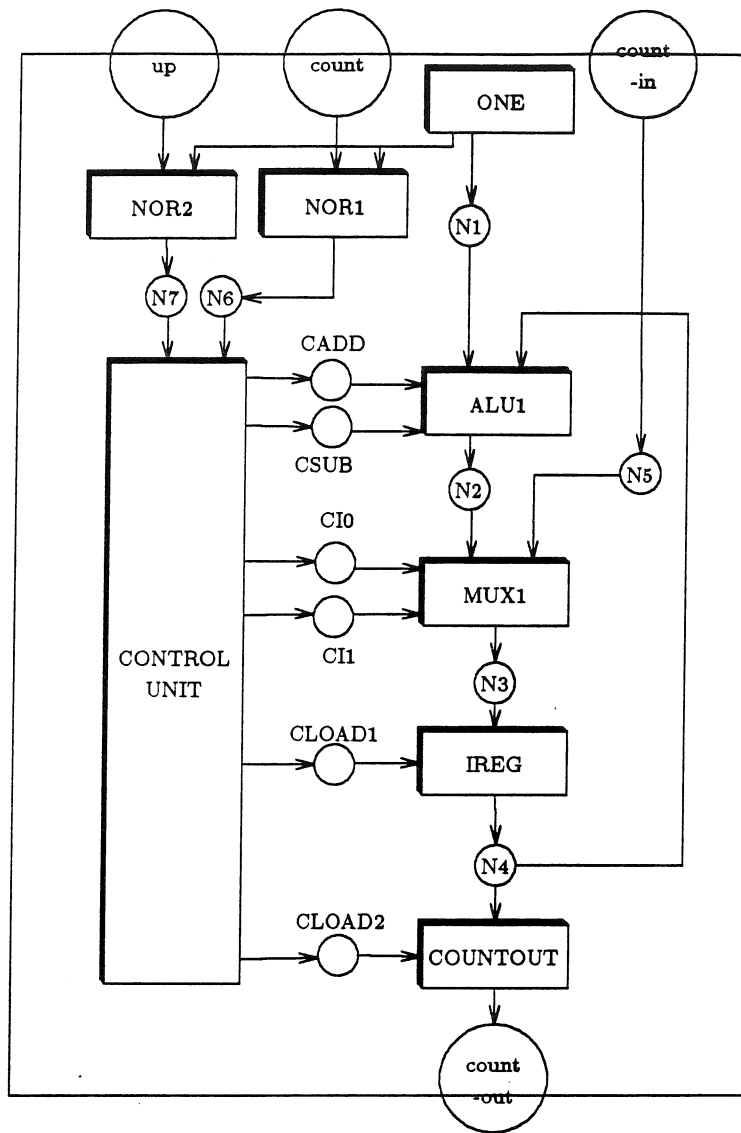 up
count
count
-in
ONE
NOR2
NOR1
N1
N7
N6
CADD
ALU1
CSUB
N2
N5
CI0
MUX1
CI1
CONTROL
UNIT
N3
CLOAD1
IREG
N4
CLOAD2
COUNTOUT
count
-out